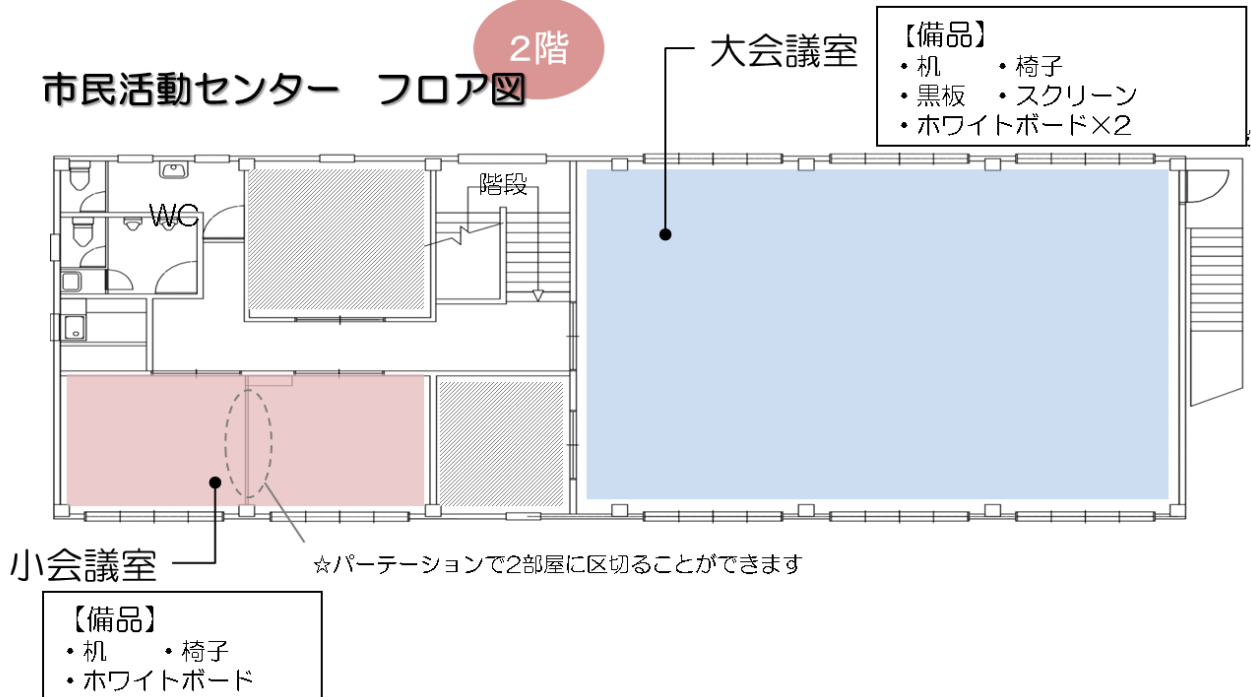 2階
市民活動センター フロア図
大会議室
【備品】
・机 ・椅子
・黒板 ・スクリーン
・ホワイトボード×2
階段
WC
小会議室
☆パーテーションで2部屋に区切ることができます
【備品】
・机 ・椅子
・ホワイトボード